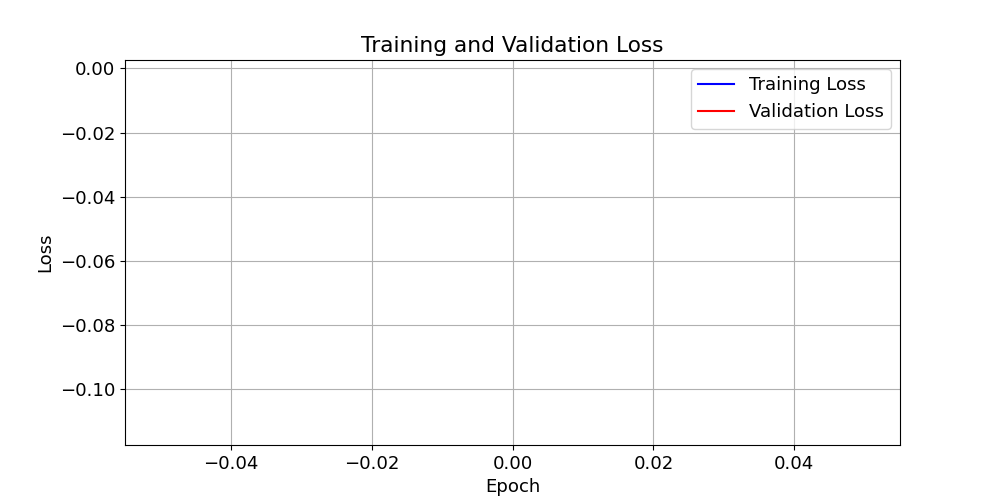 Training and Validation Loss
Training Loss
Validation Loss
0.00
−0.02
−0.04
−0.06
−0.08
−0.10
Loss
−0.04
−0.02
0.00
0.02
0.04
Epoch